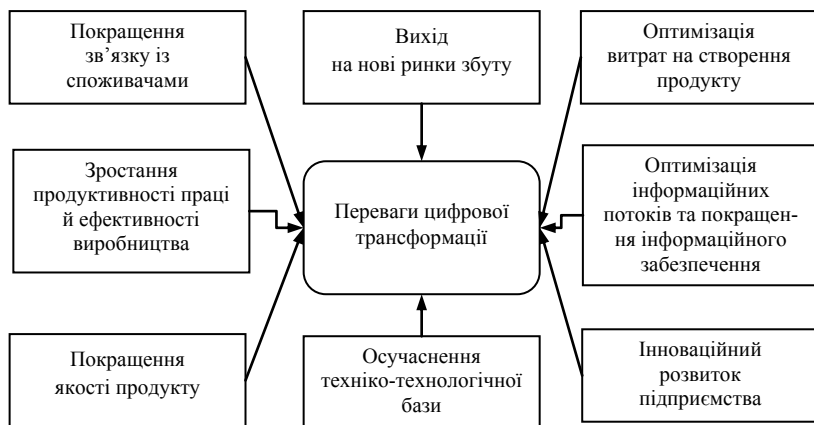 Покращення
зв’язку із
споживачами
Вихід
на нові ринки збуту
Оптимізація
витрат на створення
продукту
Зростання
продуктивності праці
й ефективності
виробництва
Переваги цифрової
трансформації
Оптимізація
інформаційних
потоків та покращен-
ня інформаційного
забезпечення
Покращення
якості продукту
Осучаснення
техніко-технологічної
бази
Інноваційний
розвиток
підприємства